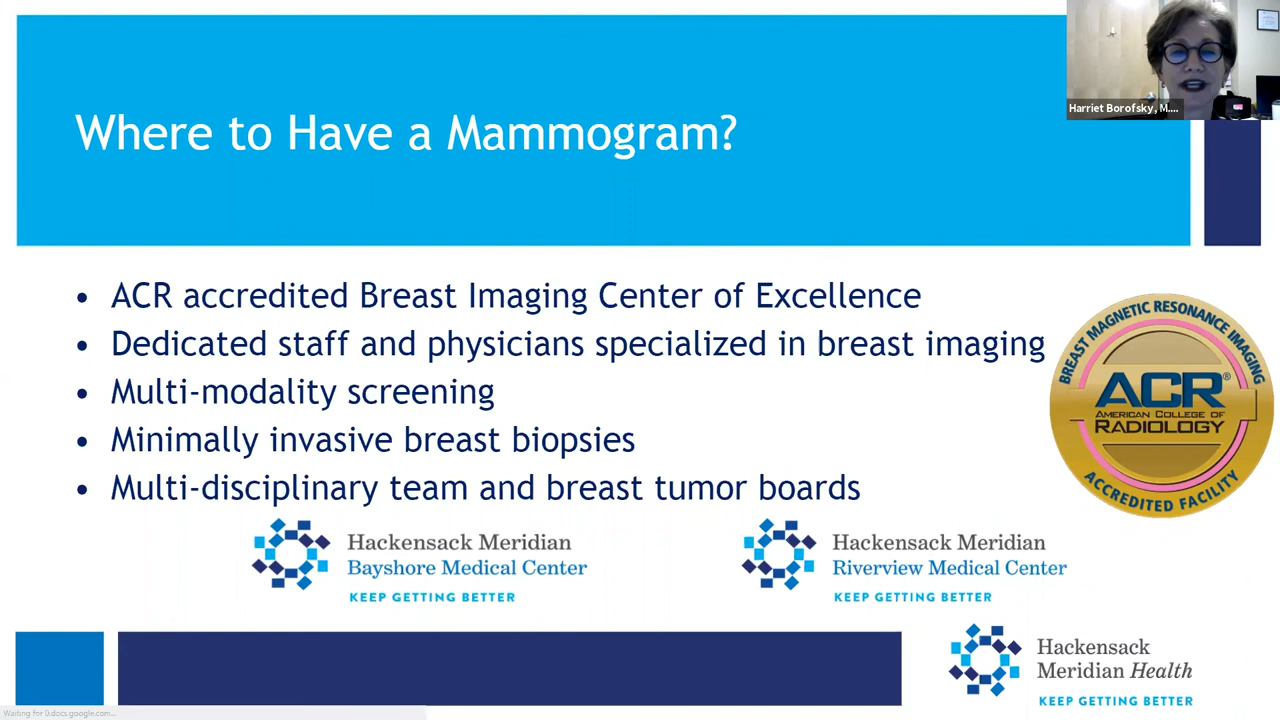 Harriet Borofsky, M....
Where to Have a Mammogram?
• ACR accredited Breast Imaging Center of Excellence
• Dedicated staff and physicians specialized in breast imaging
• Multi-modality screening
• Minimally invasive breast biopsies
• Multi-disciplinary team and breast tumor boards
BREAST MAGNETIC RESONANCE IMAGING
ACR®
AMERICAN COLLEGE OF
RADIOLOGY
ACCREDITED FACILITY
Hackensack Meridian
Bayshore Medical Center
KEEP GETTING BETTER
Hackensack Meridian
Riverview Medical Center
KEEP GETTING BETTER
Hackensack
Meridian Health
KEEP GETTING BETTER
Waiting for 0.docs.google.com...